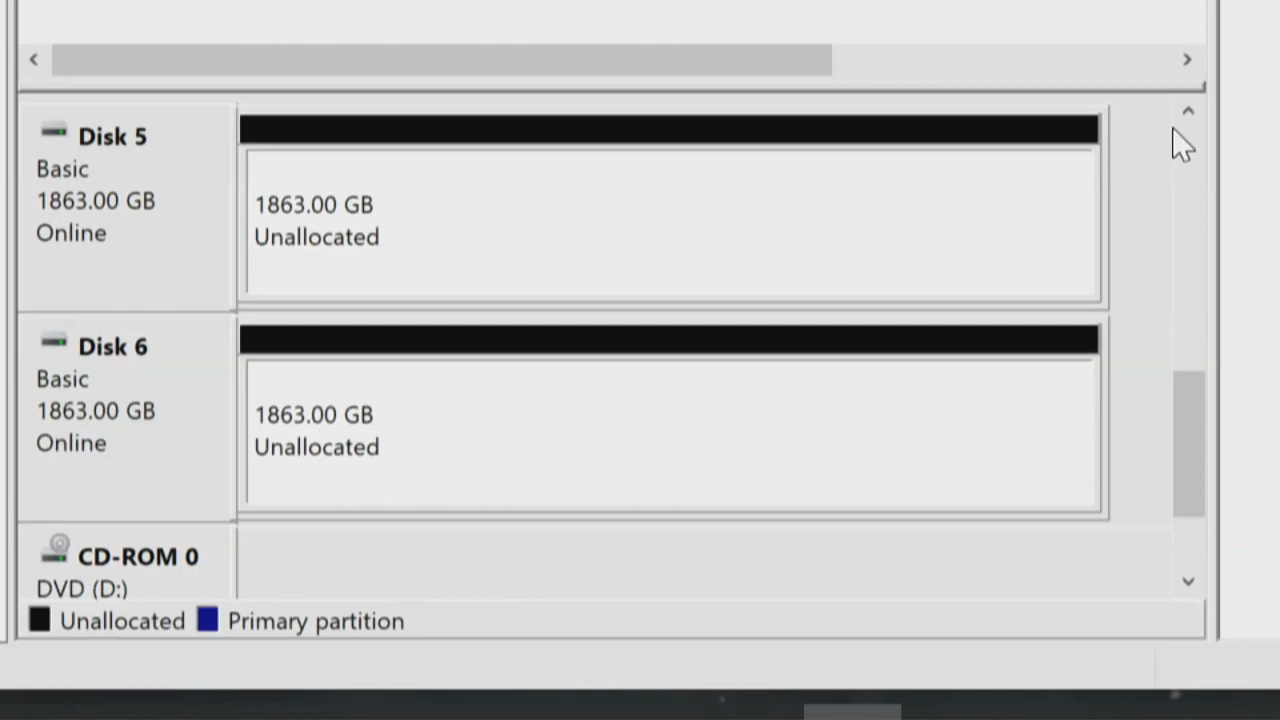 Disk 5
Basic
1863.00 GB
Online
1863.00 GB
Unallocated
Disk 6
Basic
1863.00 GB
Online
1863.00 GB
Unallocated
CD-ROM 0
DVD (D:)
Unallocated Primary partition